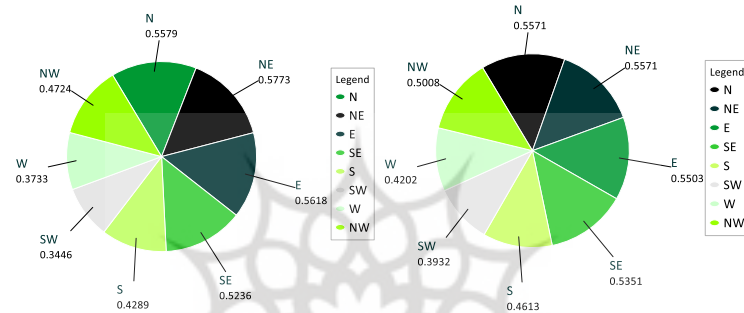 N
0.5579
NE
0.5773
E
0.5618
SE
0.5236
S
0.4289
SW
0.3446
W
0.3733
NW
0.4724
Legend
N
NE
E
SE
S
SW
W
NW
N
0.5571
NE
0.5571
E
0.5503
SE
0.5351
S
0.4613
SW
0.3932
W
0.4202
NW
0.5008
Legend
N
NE
E
SE
S
SW
W
NW